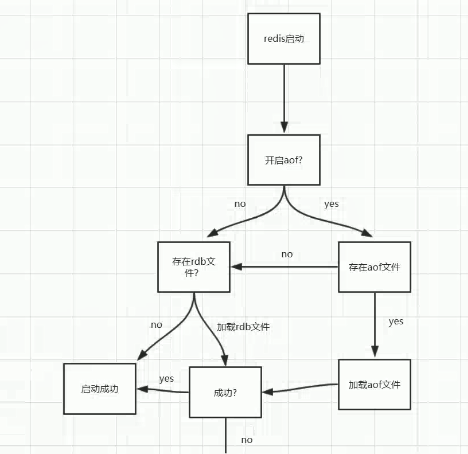 redis启动
开启aof?
no
yes
存在rdb文
件?
no
存在aof文件
no
加载rdb文件
yes
启动成功
yes
成功?
加载aof文件
no